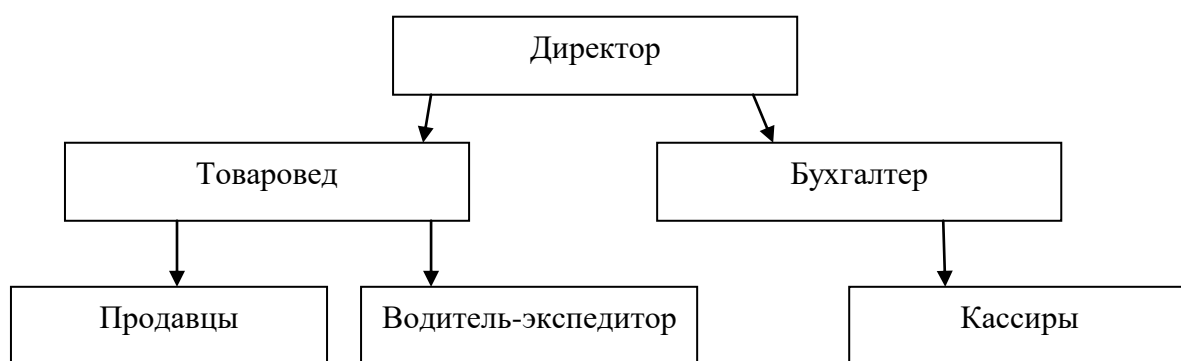 Директор
Товаровед
Бухгалтер
Продавцы
Водитель-экспедитор
Кассиры